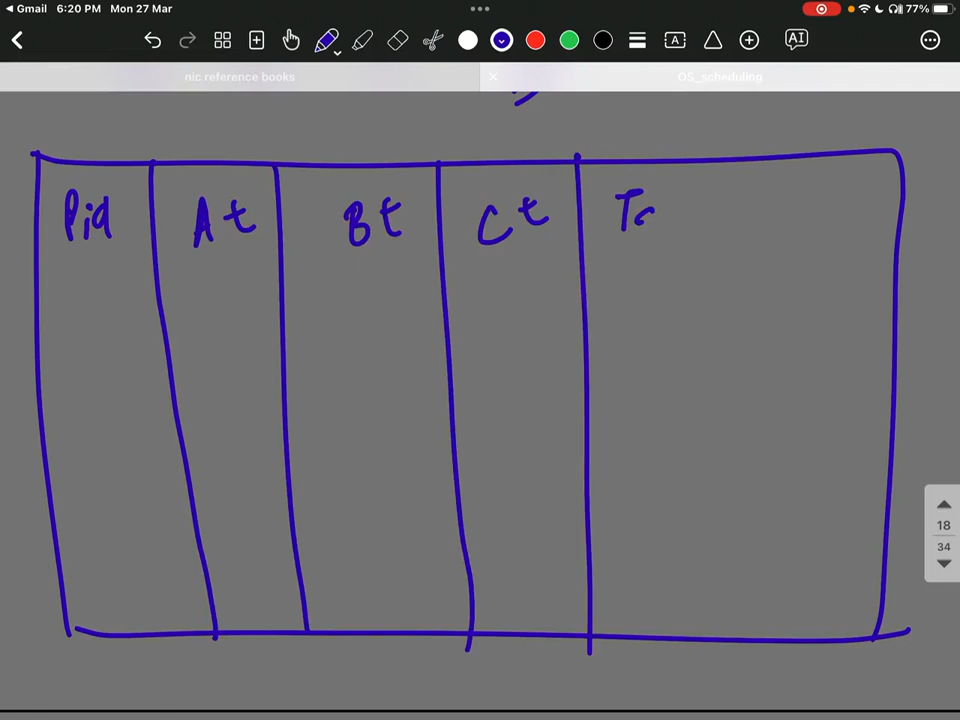 Gmail 6:20 PM Mon 27 Mar 77%
A AI
nic reference books OS_scheduling
Pid At Bt Ct Ta
18
34